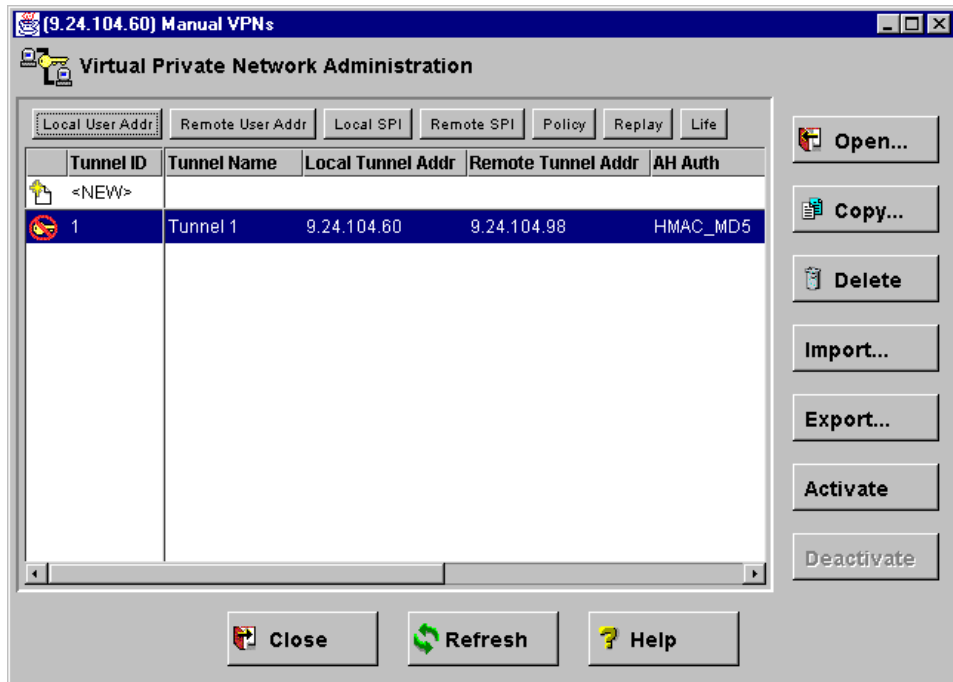 (9.24.104.60) Manual VPNs
Virtual Private Network Administration
Local User Addr Remote User Addr Local SPI Remote SPI Policy Replay Life
Tunnel ID Tunnel Name Local Tunnel Addr Remote Tunnel Addr AH Auth
<NEW>
1 Tunnel 1 9.24.104.60 9.24.104.98 HMAC_MD5
Open...
Copy...
Delete
Import...
Export...
Activate
Deactivate
Close Refresh Help